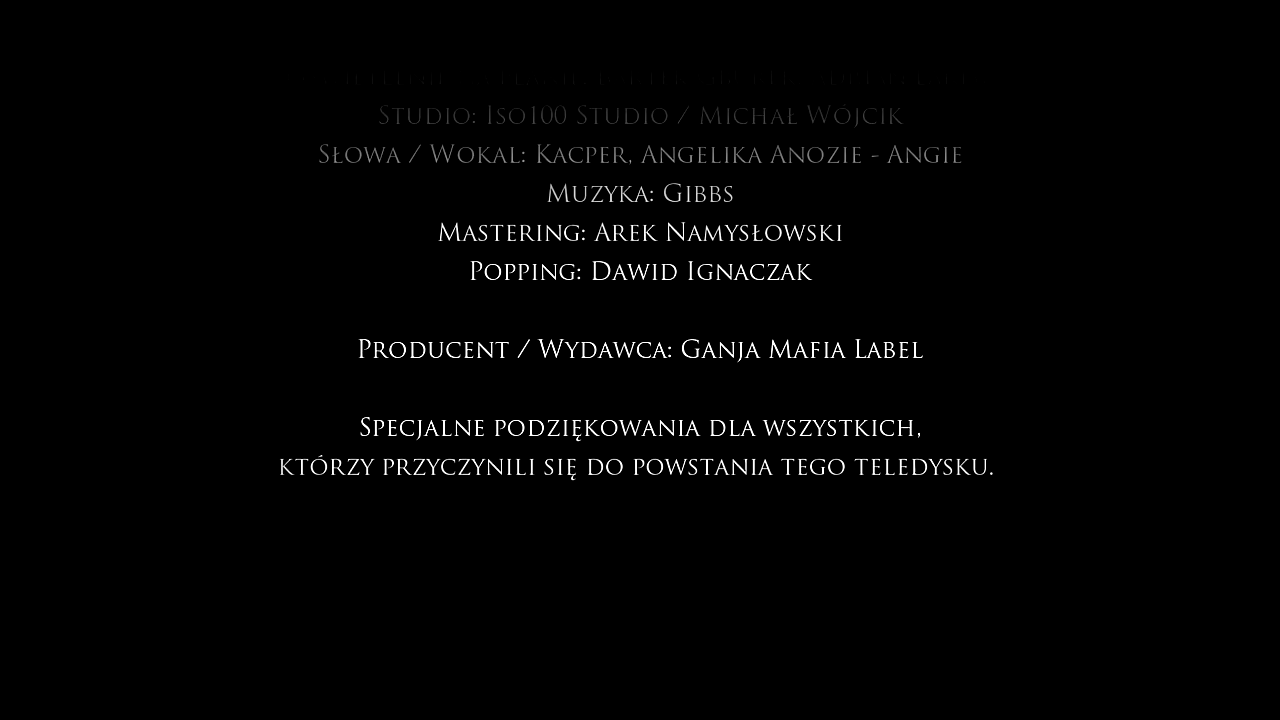 Studio: Iso100 Studio / Michał Wójcik
Słowa / Wokal: Kacper, Angelika Anozie - Angie
Muzyka: Gibbs
Mastering: Arek Namysłowski
Popping: Dawid Ignaczak
Producent / Wydawca: Ganja Mafia Label
Specjalne podziękowania dla wszystkich,
którzy przyczynili się do powstania tego teledysku.